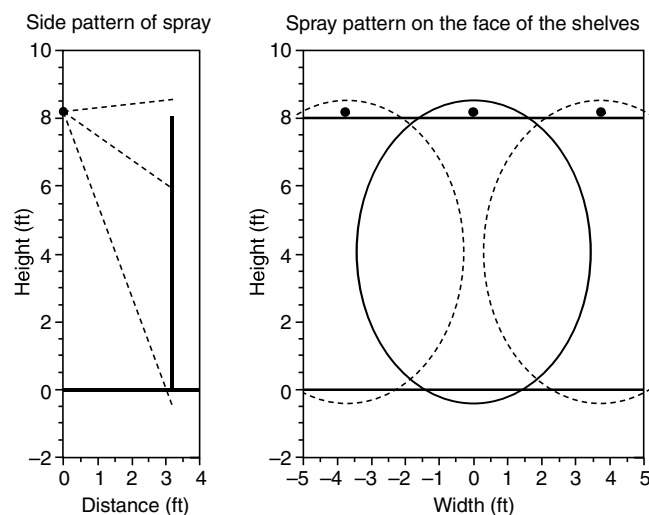 Side pattern of spray
10
8
6
4
2
0
–2
Height (ft)
0 1 2 3 4
Distance (ft)
Spray pattern on the face of the shelves
10
8
6
4
2
0
–2
Height (ft)
–5 –4 –3 –2 –1 0 1 2 3 4 5
Width (ft)